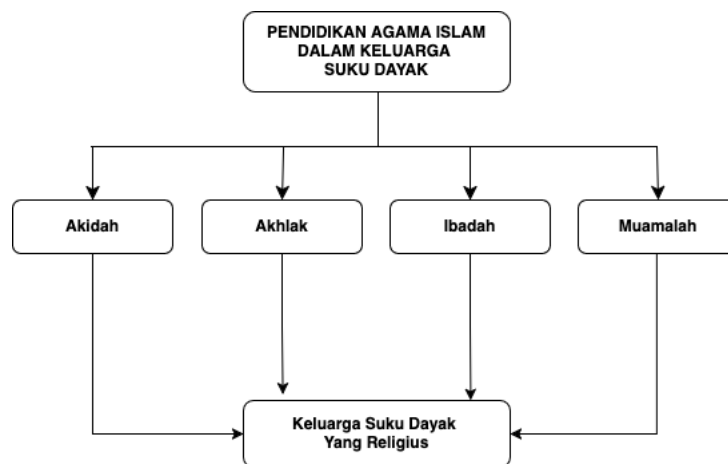 PENDIDIKAN AGAMA ISLAM
DALAM KELUARGA
SUKU DAYAK
Akidah
Akhlak
Ibadah
Muamalah
Keluarga Suku Dayak
Yang Religius